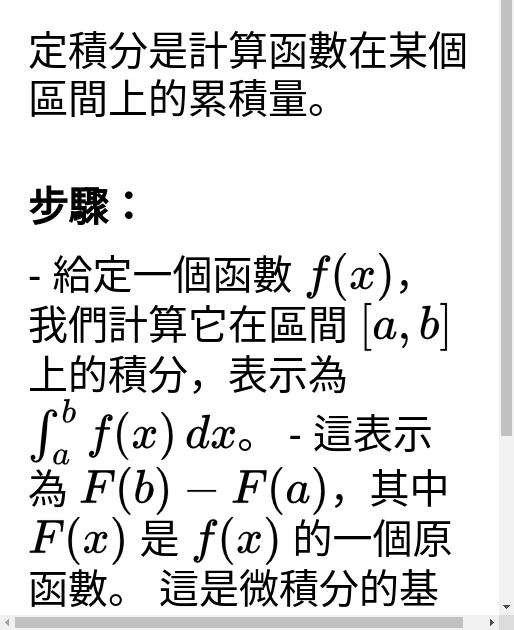 定積分是計算函數在某個
區間上的累積量。
步驟：
- 給定一個函數 $f(x)$，
我們計算它在區間 $[a, b]$
上的積分，表示為
$\int_a^b f(x)\,dx$。 - 這表示
為 $F(b) - F(a)$，其中
$F(x)$ 是 $f(x)$ 的一個原
函數。 這是微積分的基